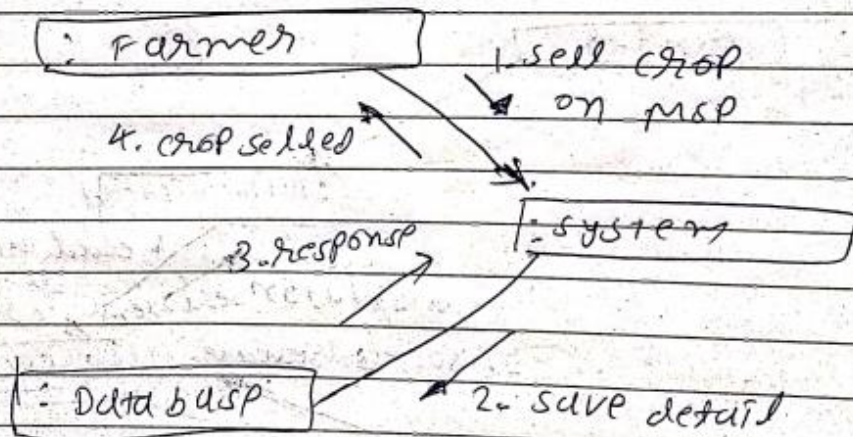 : Farmer
1. sell crop
on MSP
4. crop selled
: System
3. response
: Database
2. save detail